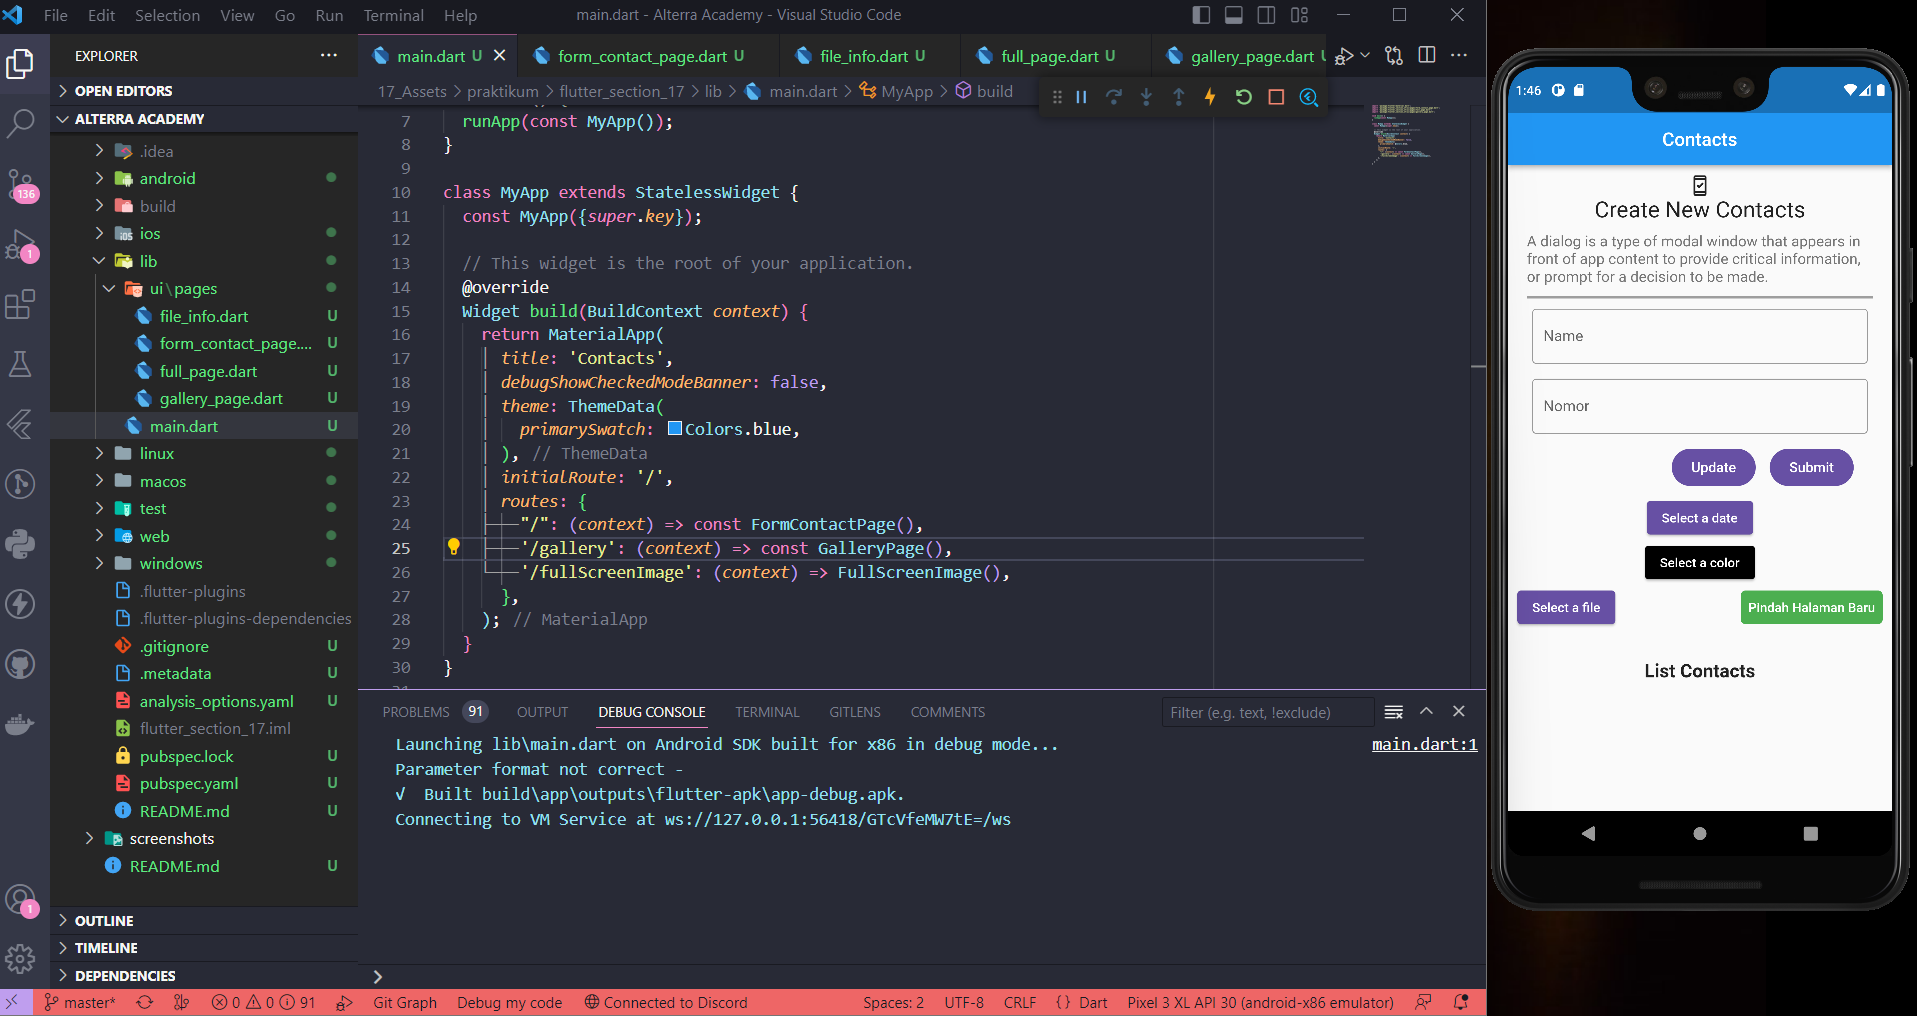 File Edit Selection View Go Run Terminal Help
main.dart - Alterra Academy - Visual Studio Code
EXPLORER
OPEN EDITORS
ALTERRA ACADEMY
.idea
android
build
ios
lib
ui\pages
file_info.dart U
form_contact_page.... U
full_page.dart U
gallery_page.dart U
main.dart U
linux
macos
test
web
windows
.flutter-plugins
.flutter-plugins-dependencies
.gitignore U
.metadata U
analysis_options.yaml U
flutter_section_17.iml
pubspec.lock U
pubspec.yaml U
README.md U
screenshots
README.md U
OUTLINE
TIMELINE
DEPENDENCIES
136
1
1
main.dart U
form_contact_page.dart U
file_info.dart U
full_page.dart U
gallery_page.dart
17_Assets > praktikum > flutter_section_17 > lib > main.dart > MyApp > build
7 runApp(const MyApp());
8 }
9
10 class MyApp extends StatelessWidget {
11 const MyApp({super.key});
12
13 // This widget is the root of your application.
14 @override
15 Widget build(BuildContext context) {
16 return MaterialApp(
17 title: 'Contacts',
18 debugShowCheckedModeBanner: false,
19 theme: ThemeData(
20 primarySwatch: Colors.blue,
21 ), // ThemeData
22 initialRoute: '/',
23 routes: {
24 "/": (context) => const FormContactPage(),
25 '/gallery': (context) => const GalleryPage(),
26 '/fullScreenImage': (context) => FullScreenImage(),
27 },
28 ); // MaterialApp
29 }
30 }
PROBLEMS 91 OUTPUT DEBUG CONSOLE TERMINAL GITLENS COMMENTS
Filter (e.g. text, !exclude)
Launching lib\main.dart on Android SDK built for x86 in debug mode... main.dart:1
Parameter format not correct -
√ Built build\app\outputs\flutter-apk\app-debug.apk.
Connecting to VM Service at ws://127.0.0.1:56418/GTcVfeMW7tE=/ws
master* 0 0 91 Git Graph Debug my code Connected to Discord Spaces: 2 UTF-8 CRLF {} Dart Pixel 3 XL API 30 (android-x86 emulator)
1:46
Contacts
Create New Contacts
A dialog is a type of modal window that appears in
front of app content to provide critical information,
or prompt for a decision to be made.
Name
Nomor
Update Submit
Select a date
Select a color
Select a file Pindah Halaman Baru
List Contacts